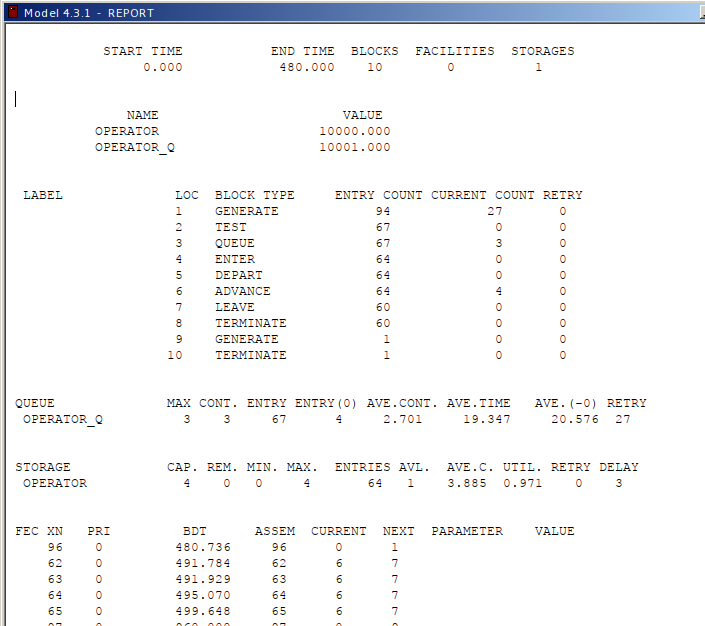 Model 4.3.1 - REPORT
START TIME END TIME BLOCKS FACILITIES STORAGES
0.000 480.000 10 0 1
NAME VALUE
OPERATOR 10000.000
OPERATOR_Q 10001.000
LABEL LOC BLOCK TYPE ENTRY COUNT CURRENT COUNT RETRY
1 GENERATE 94 27 0
2 TEST 67 0 0
3 QUEUE 67 3 0
4 ENTER 64 0 0
5 DEPART 64 0 0
6 ADVANCE 64 4 0
7 LEAVE 60 0 0
8 TERMINATE 60 0 0
9 GENERATE 1 0 0
10 TERMINATE 1 0 0
QUEUE MAX CONT. ENTRY ENTRY(0) AVE.CONT. AVE.TIME AVE.(-0) RETRY
OPERATOR_Q 3 3 67 4 2.701 19.347 20.576 27
STORAGE CAP. REM. MIN. MAX. ENTRIES AVL. AVE.C. UTIL. RETRY DELAY
OPERATOR 4 0 0 4 64 1 3.885 0.971 0 3
FEC XN PRI BDT ASSEM CURRENT NEXT PARAMETER VALUE
96 0 480.736 96 0 1
62 0 491.784 62 6 7
63 0 491.929 63 6 7
64 0 495.070 64 6 7
65 0 499.648 65 6 7